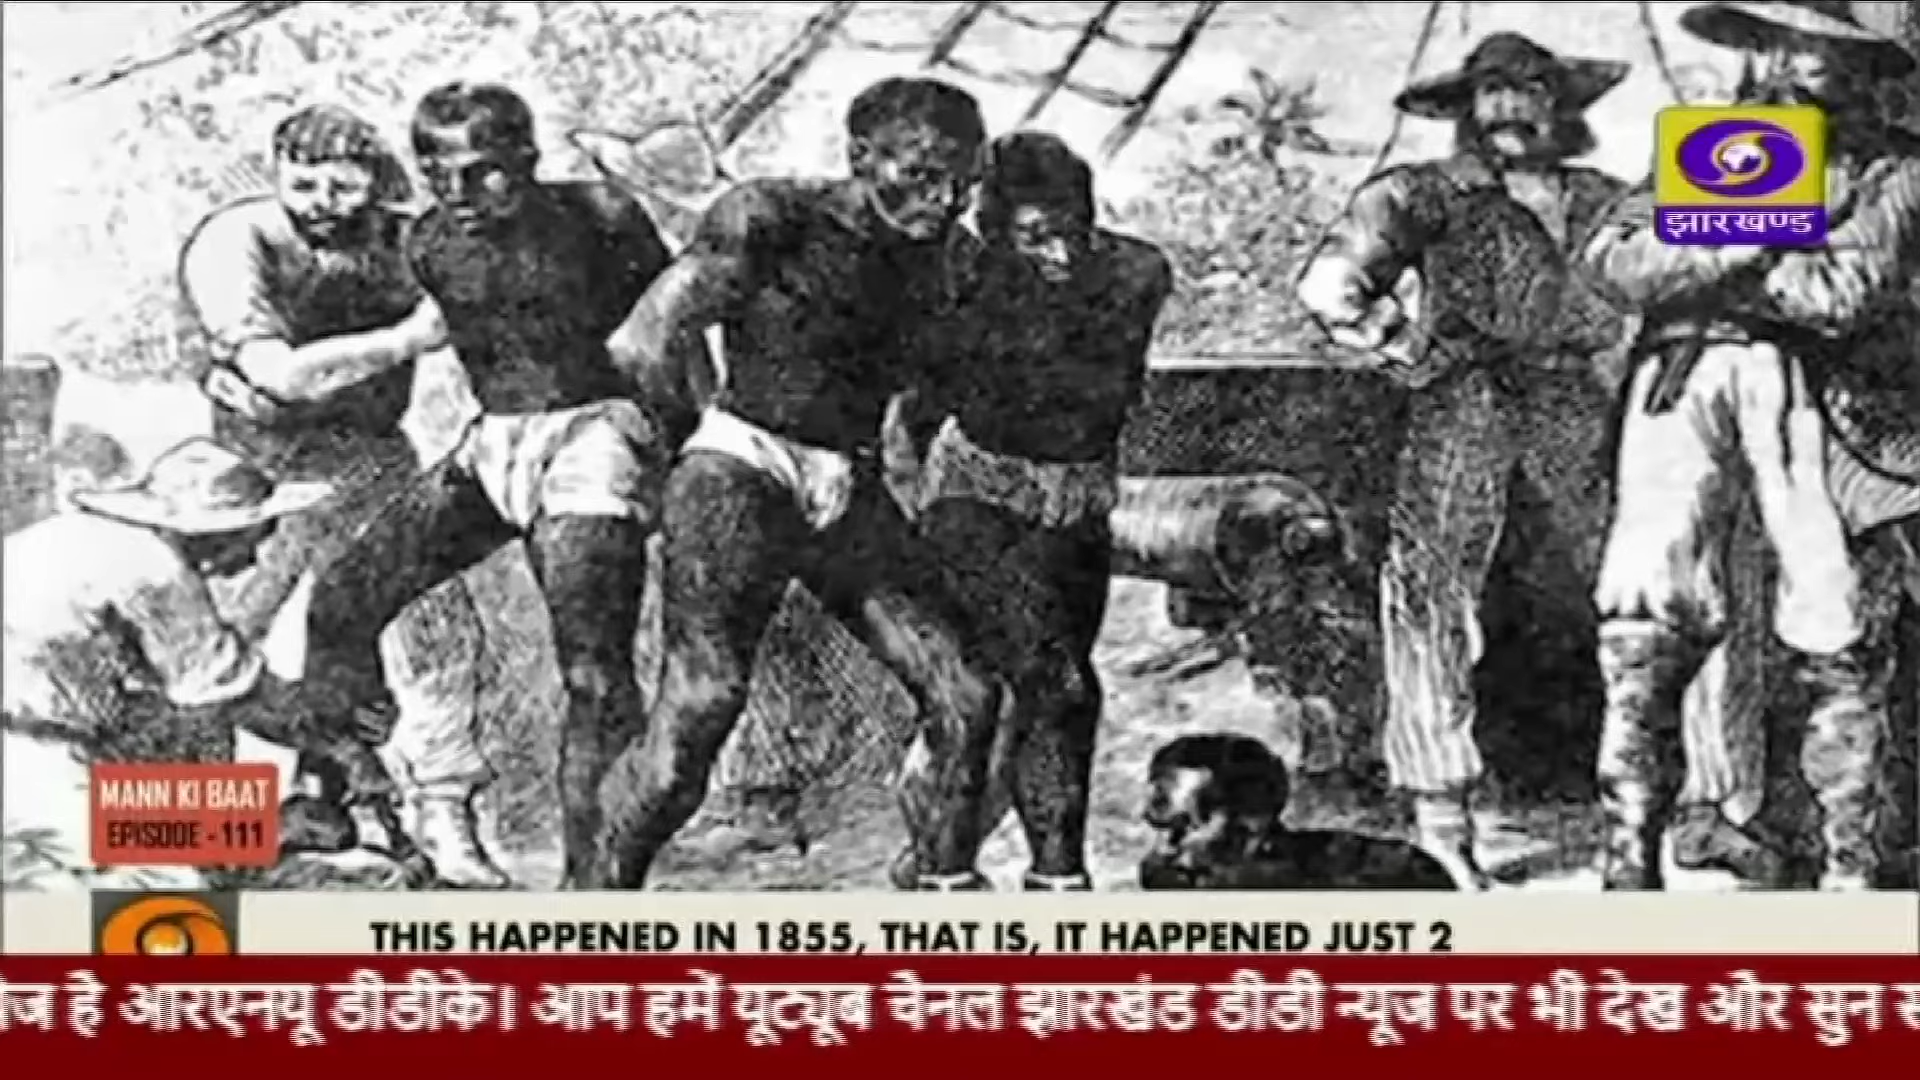 झारखण्ड
MANN KI BAAT
EPISODE - 111
THIS HAPPENED IN 1855, THAT IS, IT HAPPENED JUST 2
है आरएनयू डीडीके। आप हमें यूट्यूब चेनल झारखंड डीडी न्यूज पर भी देख और सुन